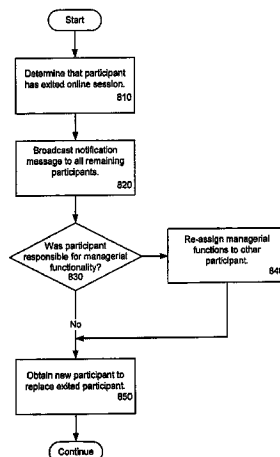 Start
Determine that participant
has exited online session.
810
Broadcast notification
message to all remaining
participants.
820
Was participant
responsible for managerial
functionality?
830
Re-assign managerial
functions to other
participant.
840
No
Obtain new participant to
replace exited participant.
850
Continue